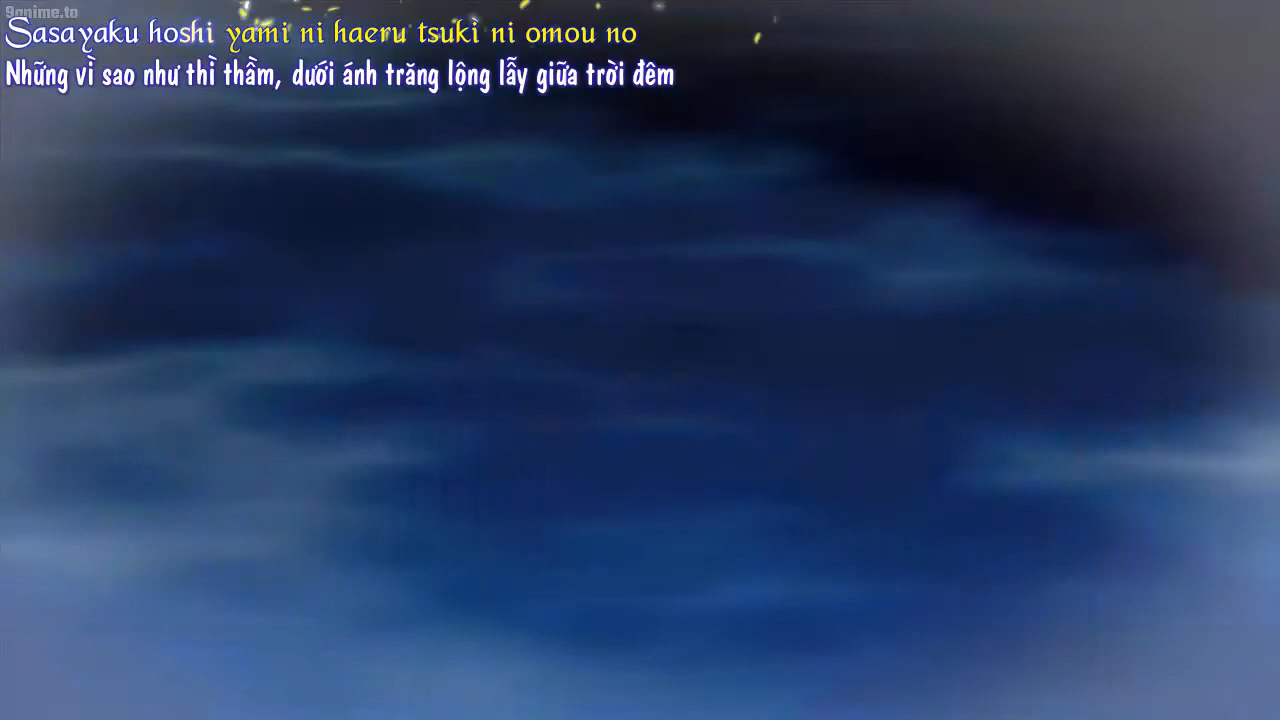 9anime.to
Sasayaku hoshi yami ni haeru tsuki ni omou no
Những vì sao như thì thầm, dưới ánh trăng lộng lẫy giữa trời đêm